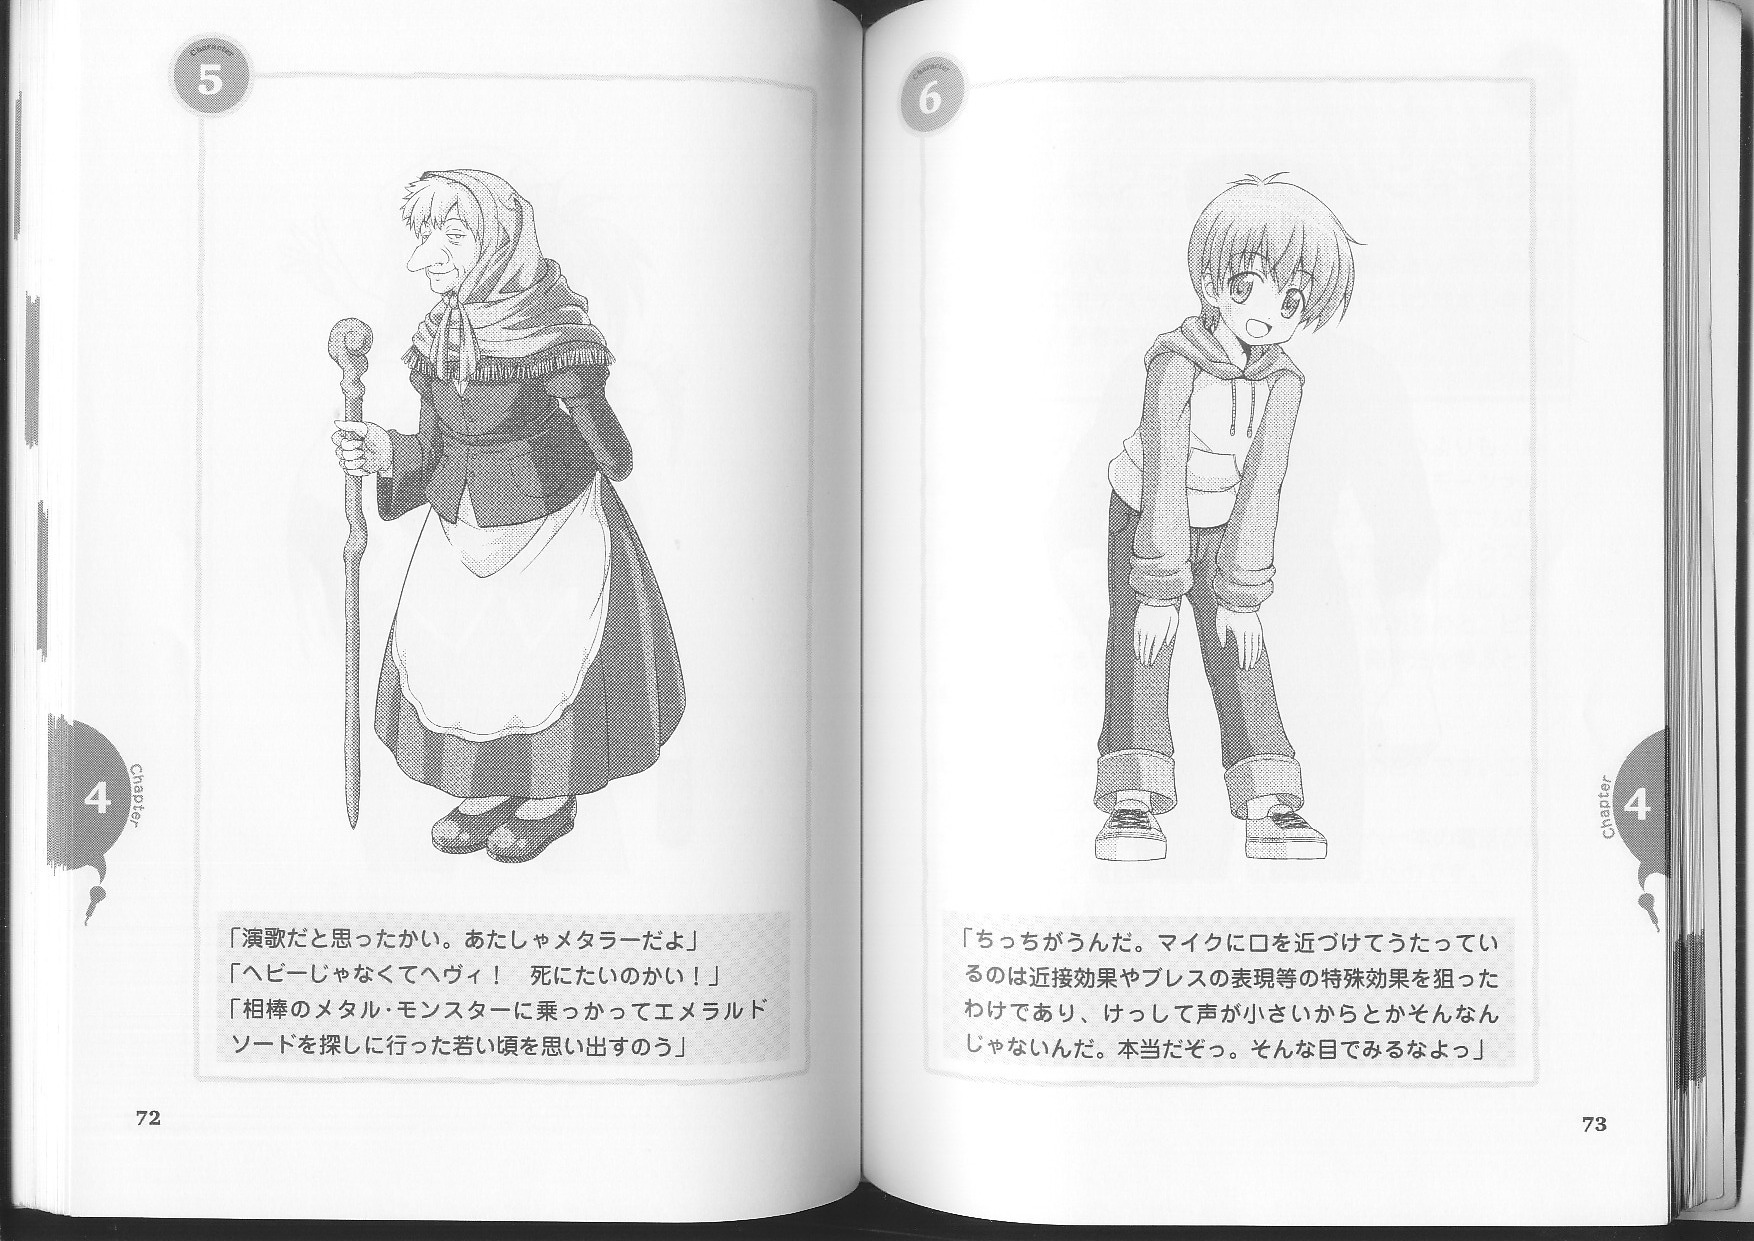 Character
5
「演歌だと思ったかい。あたしゃメタラーだよ」
「ヘビーじゃなくてヘヴィ！　死にたいのかい！」
「相棒のメタル・モンスターに乗っかってエメラルド
ソードを探しに行った若い頃を思い出すのう」
4
Chapter
72
Character
6
「ちっちがうんだ。マイクに口を近づけてうたってい
るのは近接効果やブレスの表現等の特殊効果を狙った
わけであり、けっして声が小さいからとかそんなん
じゃないんだ。本当だぞっ。そんな目でみるなよっ」
Chapter
4
73